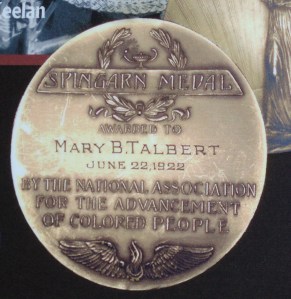 eelan
SPINGARN MEDAL
AWARDED TO
MARY B. TALBERT
JUNE 22, 1922
BY THE NATIONAL ASSOCIATION
FOR THE ADVANCEMENT
OF COLORED PEOPLE